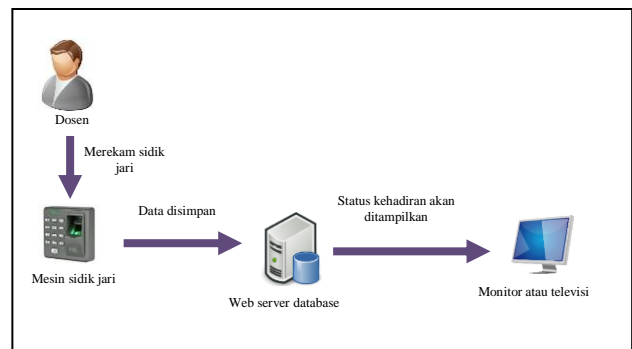 Dosen
Merekam sidik
jari
Data disimpan
Status kehadiran akan
ditampilkan
Mesin sidik jari
Web server database
Monitor atau televisi